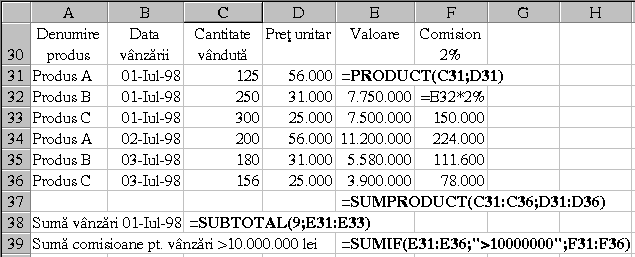 A B C D E F G H
30 Denumire produs Data vânzării Cantitate vândută Preţ unitar Valoare Comision 2%
31 Produs A 01-Iul-98 125 56.000 =PRODUCT(C31;D31)
32 Produs B 01-Iul-98 250 31.000 7.750.000 =E32*2%
33 Produs C 01-Iul-98 300 25.000 7.500.000 150.000
34 Produs A 02-Iul-98 200 56.000 11.200.000 224.000
35 Produs B 03-Iul-98 180 31.000 5.580.000 111.600
36 Produs C 03-Iul-98 156 25.000 3.900.000 78.000
37 =SUMPRODUCT(C31:C36;D31:D36)
38 Sumă vânzări 01-Iul-98 =SUBTOTAL(9;E31:E33)
39 Sumă comisioane pt. vânzări >10.000.000 lei =SUMIF(E31:E36;">10000000";F31:F36)